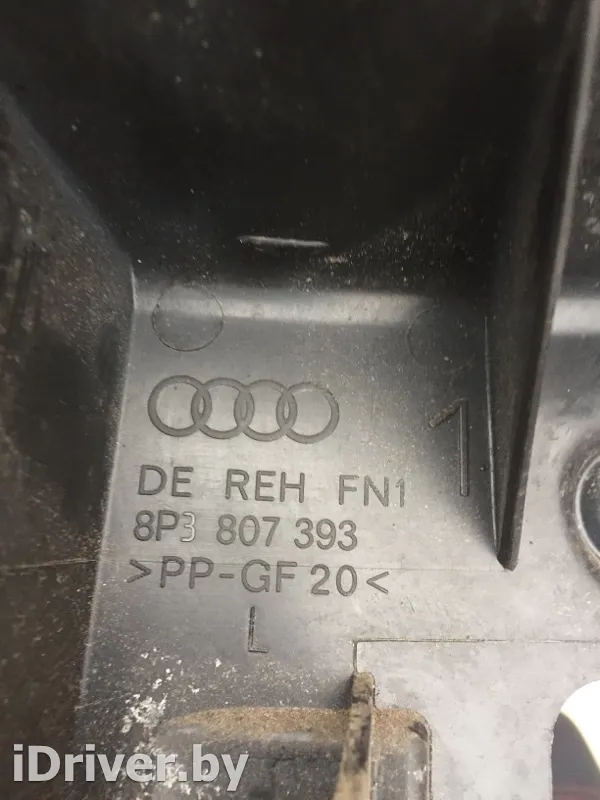 1
DE REH FN1
8P3 807 393
>PP-GF20<
L
iDriver.by